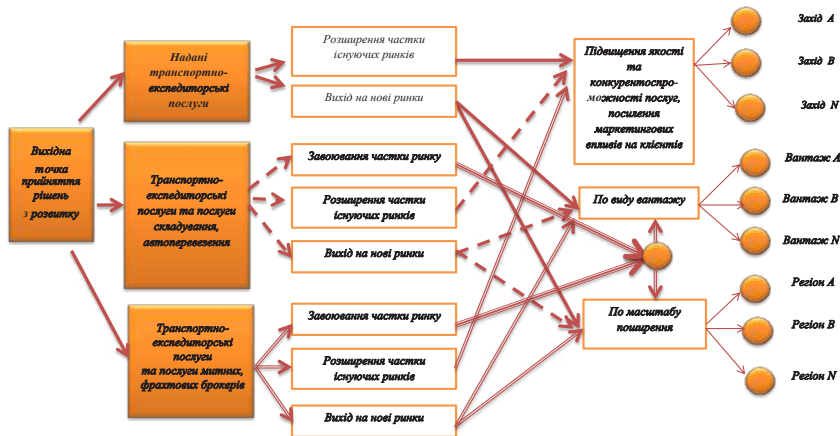 Вихідна
точка
прийняття
рішень
з розвитку
Надані
транспортно-
експедиторські
послуги
Транспортно-
експедиторські
послуги та послуги
складування,
автоперевезення
Транспортно-
експедиторські
послуги
та послуги митних,
фрахтових брокерів
Розширення частки
існуючих ринків
Вихід на нові ринки
Завоювання частки ринку
Розширення частки
існуючих ринків
Вихід на нові ринки
Завоювання частки ринку
Розширення частки
існуючих ринків
Вихід на нові ринки
Підвищення якості
та
конкурентоспро-
можності послуг,
посилення
маркетингових
впливів на клієнтів
По виду вантажу
По масштабу
поширення
Захід А
Захід В
Захід N
Вантаж А
Вантаж В
Вантаж N
Регіон А
Регіон В
Регіон N